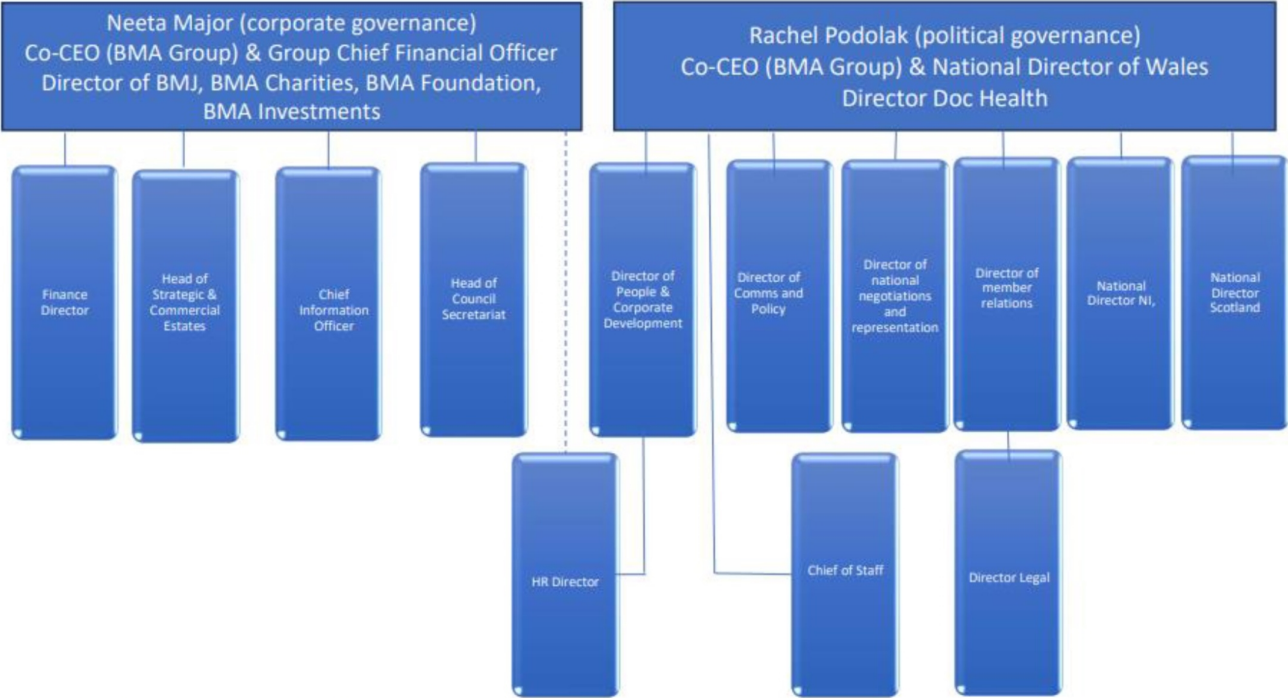 Neeta Major (corporate governance)
Co-CEO (BMA Group) & Group Chief Financial Officer
Director of BMJ, BMA Charities, BMA Foundation,
BMA Investments
Rachel Podolak (political governance)
Co-CEO (BMA Group) & National Director of Wales
Director Doc Health
Finance
Director
Head of
Strategic &
Commercial
Estates
Chief
Information
Officer
Head of
Council
Secretariat
Director of
People &
Corporate
Development
Director of
Comms and
Policy
Director of
national
negotiations
and
representation
Director of
member
relations
National
Director NI,
National
Director
Scotland
HR Director
Chief of Staff
Director Legal